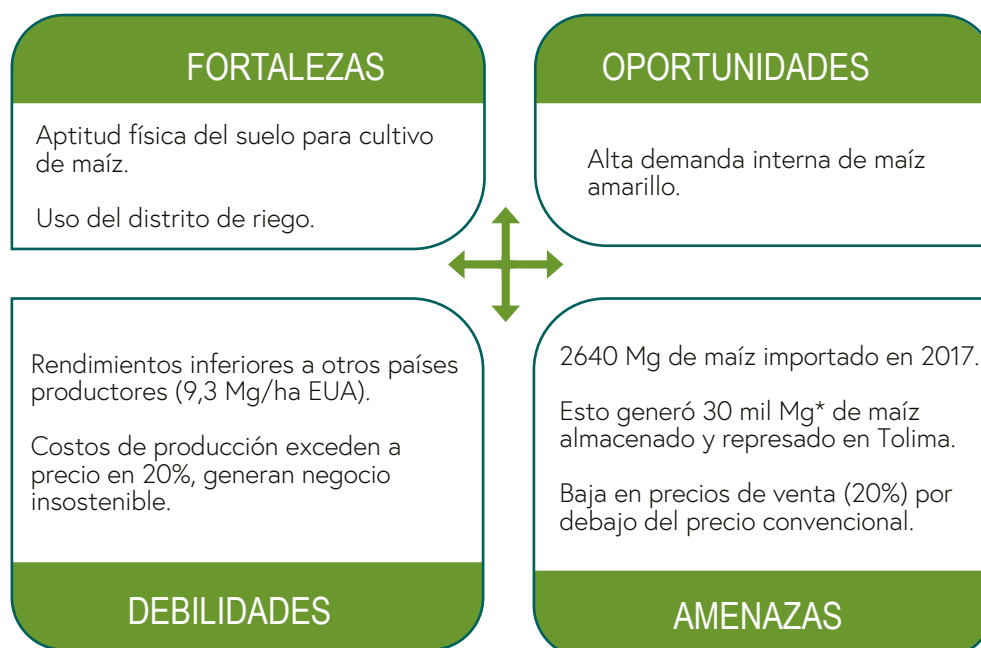 FORTALEZAS
Aptitud física del suelo para cultivo
de maíz.
Uso del distrito de riego.
OPORTUNIDADES
Alta demanda interna de maíz
amarillo.
Rendimientos inferiores a otros países
productores (9,3 Mg/ha EUA).
Costos de producción exceden a
precio en 20%, generan negocio
insostenible.
DEBILIDADES
2640 Mg de maíz importado en 2017.
Esto generó 30 mil Mg* de maíz
almacenado y represado en Tolima.
Baja en precios de venta (20%) por
debajo del precio convencional.
AMENAZAS